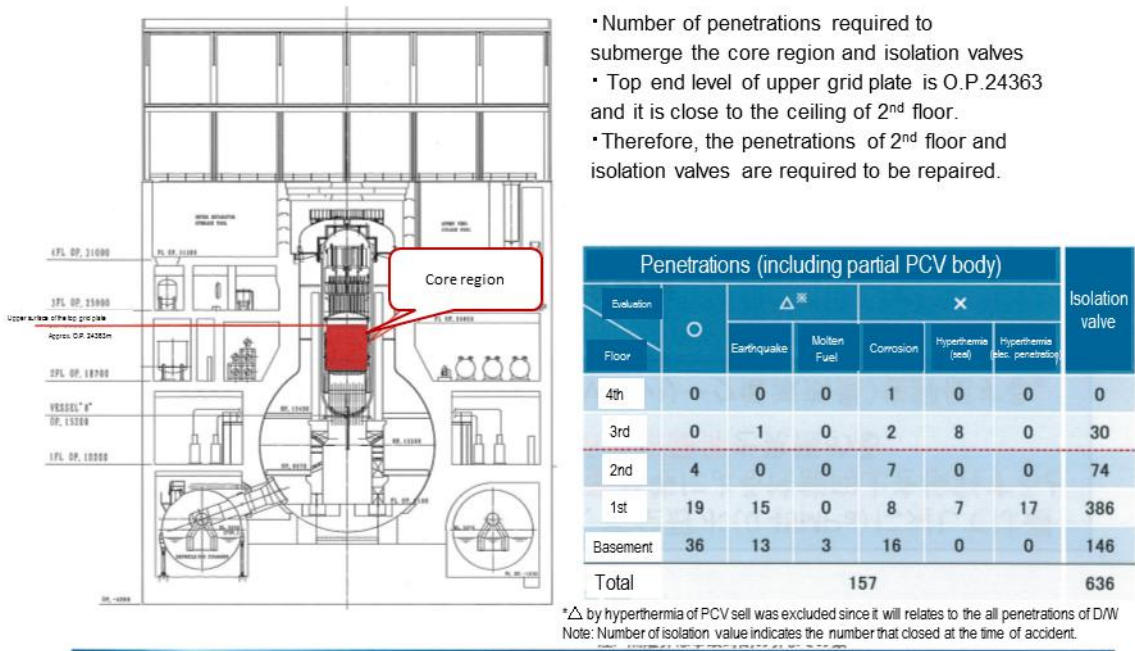 ・Number of penetrations required to
submerge the core region and isolation valves
・Top end level of upper grid plate is O.P.24363
and it is close to the ceiling of 2nd floor.
・Therefore, the penetrations of 2nd floor and
isolation valves are required to be repaired.
4FL OP. 31000
FL OP. 31000
Core region
3FL OP. 25900
Upper surface of the top grid plate
Approx. O.P. 24363m
2FL OP. 18700
VESSEL "0"
OP. 15200
1FL OP. 10200
Penetrations (including partial PCV body)
Isolation valve
Evaluation
Floor
○ △※ ×
Earthquake Molten Fuel Corrosion Hyperthermia (seal) Hyperthermia (elec. penetration)
4th 0 0 0 1 0 0 0
3rd 0 1 0 2 8 0 30
2nd 4 0 0 7 0 0 74
1st 19 15 0 8 7 17 386
Basement 36 13 3 16 0 0 146
Total 157 636
*△ by hyperthermia of PCV sell was excluded since it will relates to the all penetrations of D/W
Note: Number of isolation value indicates the number that closed at the time of accident.